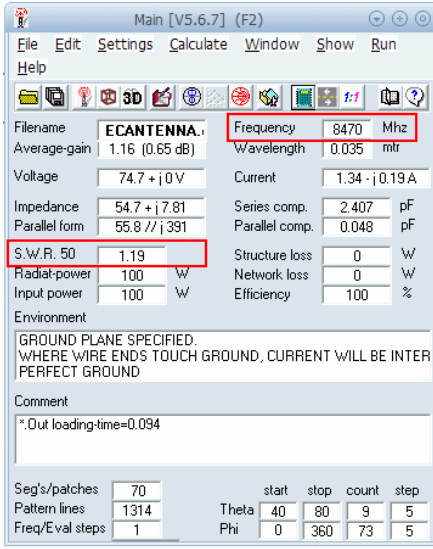 Main [V5.6.7] (F2)
File Edit Settings Calculate Window Show Run
Help
3D 1:1
Filename ECANTENNA. Frequency 8470 Mhz
Average-gain 1.16 (0.65 dB) Wavelength 0.035 mtr
Voltage 74.7 + j 0 V Current 1.34 - j 0.19 A
Impedance 54.7 + j 7.81 Series comp. 2.407 pF
Parallel form 55.8 // j 391 Parallel comp. 0.048 pF
S.W.R. 50 1.19 Structure loss 0 W
Radiat-power 100 W Network loss 0 W
Input power 100 W Efficiency 100 %
Environment
GROUND PLANE SPECIFIED.
WHERE WIRE ENDS TOUCH GROUND, CURRENT WILL BE INTER
PERFECT GROUND
Comment
*.Out loading-time=0.094
Seg's/patches 70 start stop count step
Pattern lines 1314 Theta 40 80 9 5
Freq/Eval steps 1 Phi 0 360 73 5